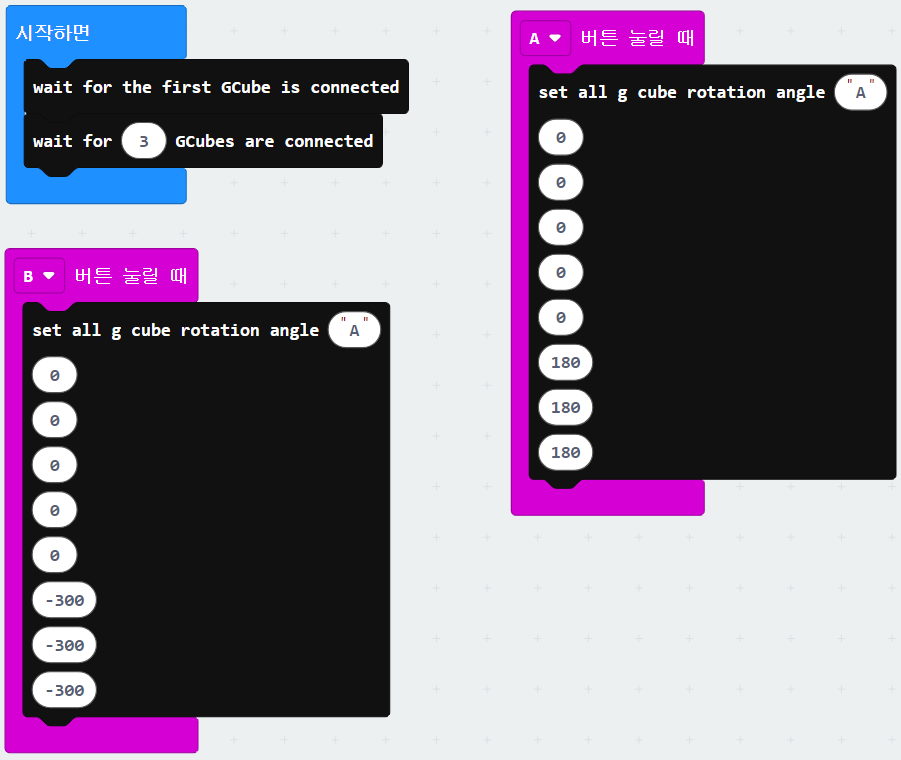 시작하면
wait for the first GCube is connected
wait for 3 GCubes are connected
A 버튼 눌릴 때
set all g cube rotation angle "A"
0
0
0
0
0
180
180
180
B 버튼 눌릴 때
set all g cube rotation angle "A"
0
0
0
0
0
-300
-300
-300